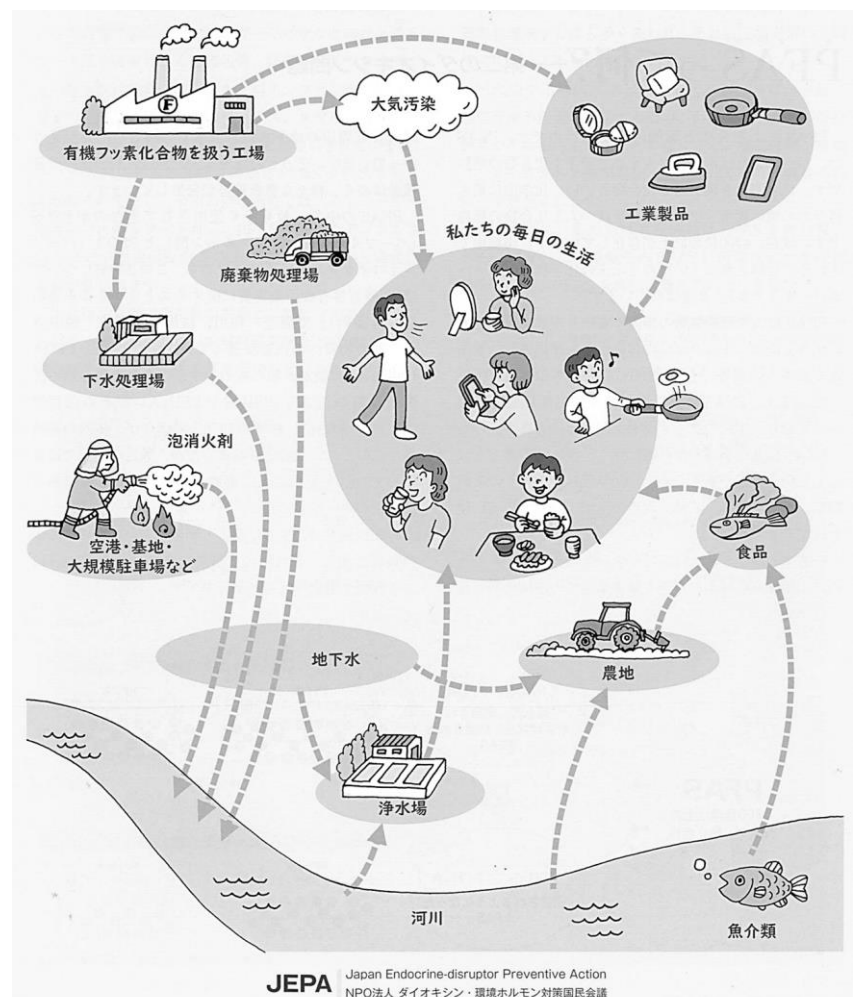 F
有機フッ素化合物を扱う工場
大気汚染
工業製品
私たちの毎日の生活
廃棄物処理場
下水処理場
泡消火剤
空港・基地・
大規模駐車場など
食品
地下水
農地
浄水場
河川
魚介類
JEPA
Japan Endocrine-disruptor Preventive Action
NPO法人 ダイオキシン・環境ホルモン対策国民会議